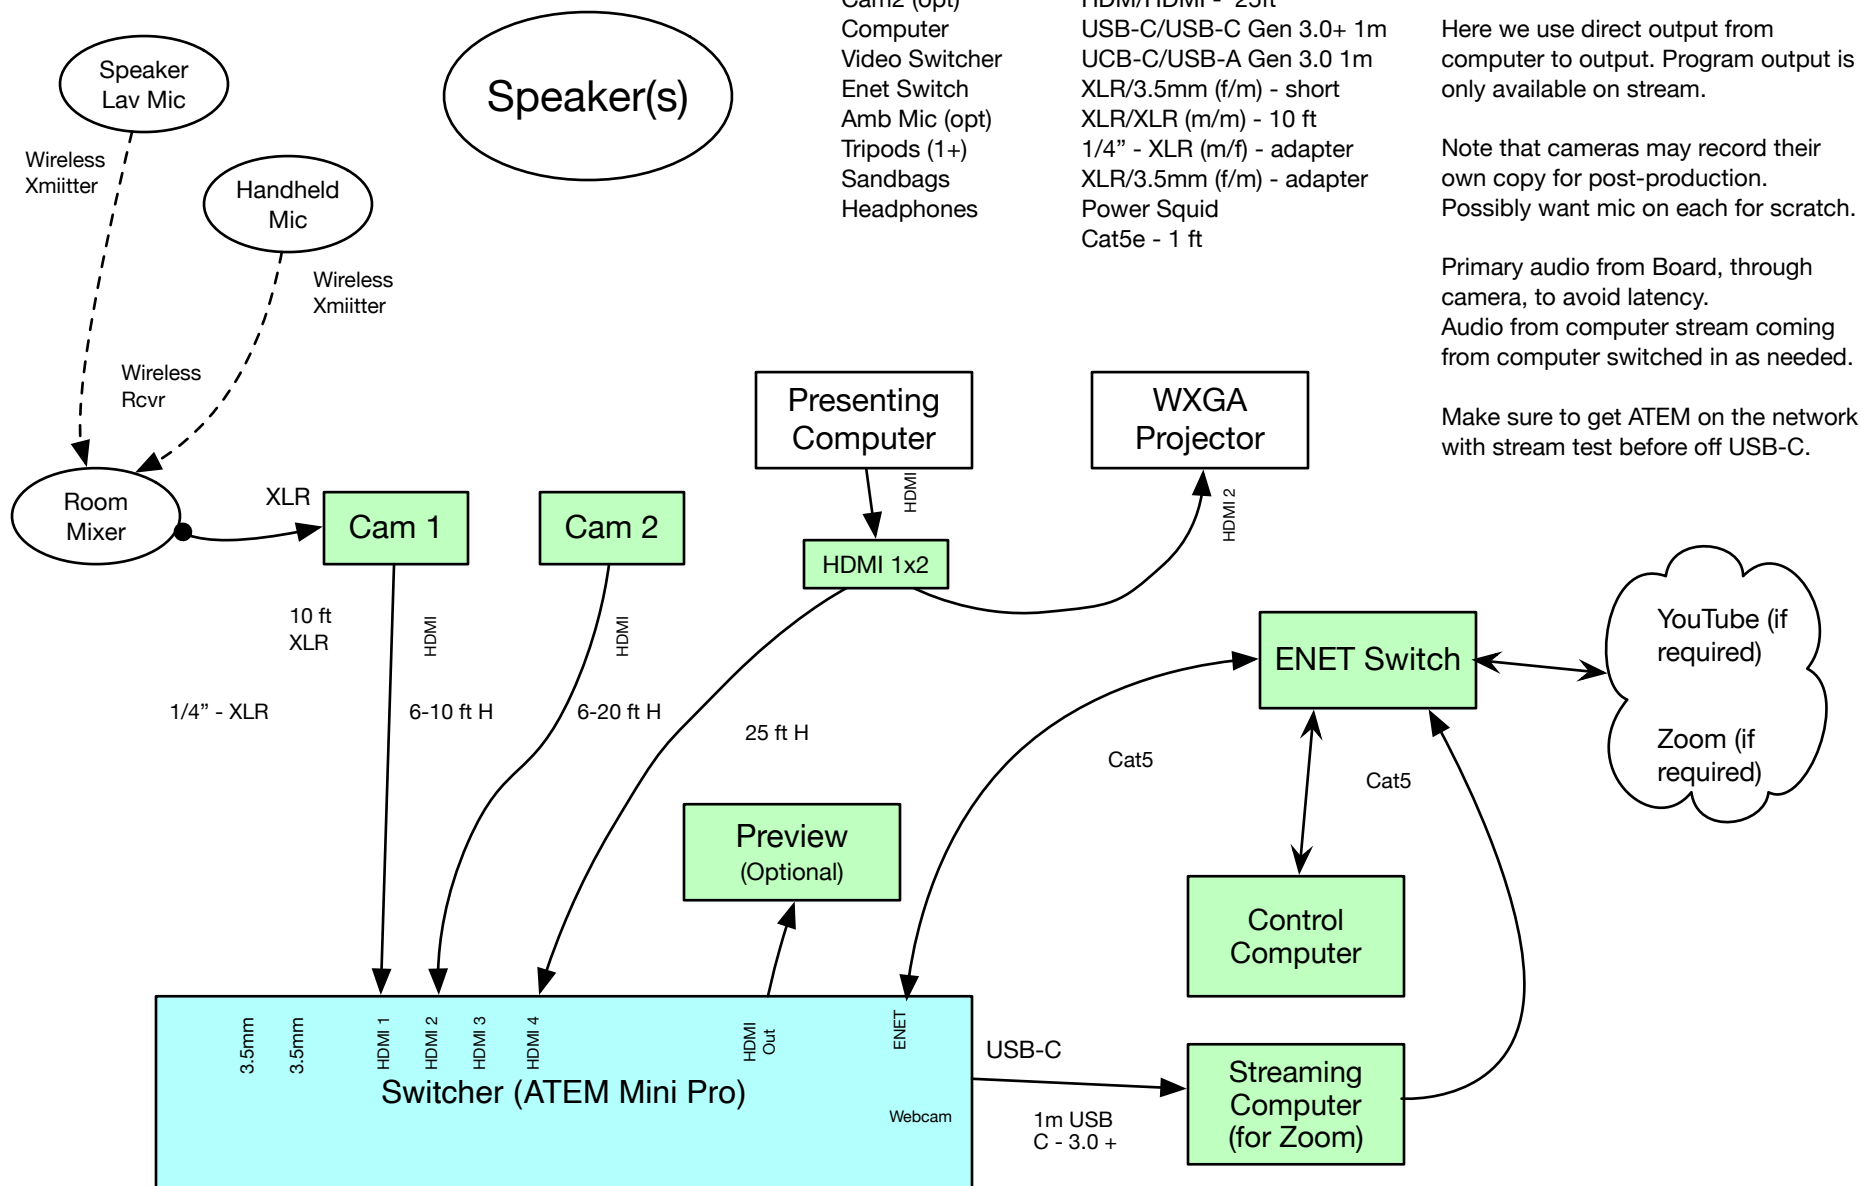 Cam2 (opt)
Computer
Video Switcher
Enet Switch
Amb Mic (opt)
Tripods (1+)
Sandbags
Headphones
HDM/HDMI - 25ft
USB-C/USB-C Gen 3.0+ 1m
UCB-C/USB-A Gen 3.0 1m
XLR/3.5mm (f/m) - short
XLR/XLR (m/m) - 10 ft
1/4” - XLR (m/f) - adapter
XLR/3.5mm (f/m) - adapter
Power Squid
Cat5e - 1 ft
Here we use direct output from
computer to output. Program output is
only available on stream.
Note that cameras may record their
own copy for post-production.
Possibly want mic on each for scratch.
Primary audio from Board, through
camera, to avoid latency.
Audio from computer stream coming
from computer switched in as needed.
Make sure to get ATEM on the network
with stream test before off USB-C.
Speaker
Lav Mic
Speaker(s)
Wireless
Xmiitter
Handheld
Mic
Wireless
Xmiitter
Wireless
Rcvr
Room
Mixer
XLR
Cam 1
Cam 2
Presenting
Computer
WXGA
Projector
HDMI
HDMI 2
HDMI 1x2
10 ft
XLR
HDMI
HDMI
1/4” - XLR
6-10 ft H
6-20 ft H
25 ft H
ENET Switch
YouTube (if
required)
Zoom (if
required)
Cat5
Cat5
Preview
(Optional)
Control
Computer
3.5mm
3.5mm
HDMI 1
HDMI 2
HDMI 3
HDMI 4
HDMI
Out
ENET
Switcher (ATEM Mini Pro)
Webcam
USB-C
1m USB
C - 3.0 +
Streaming
Computer
(for Zoom)